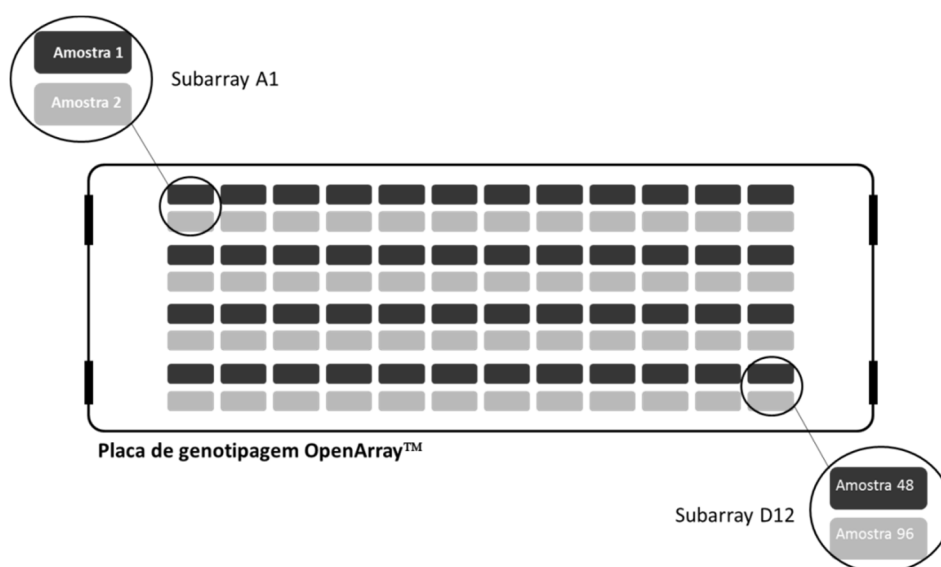 Amostra 1
Subarray A1
Amostra 2
Placa de genotipagem OpenArray™
Amostra 48
Subarray D12
Amostra 96